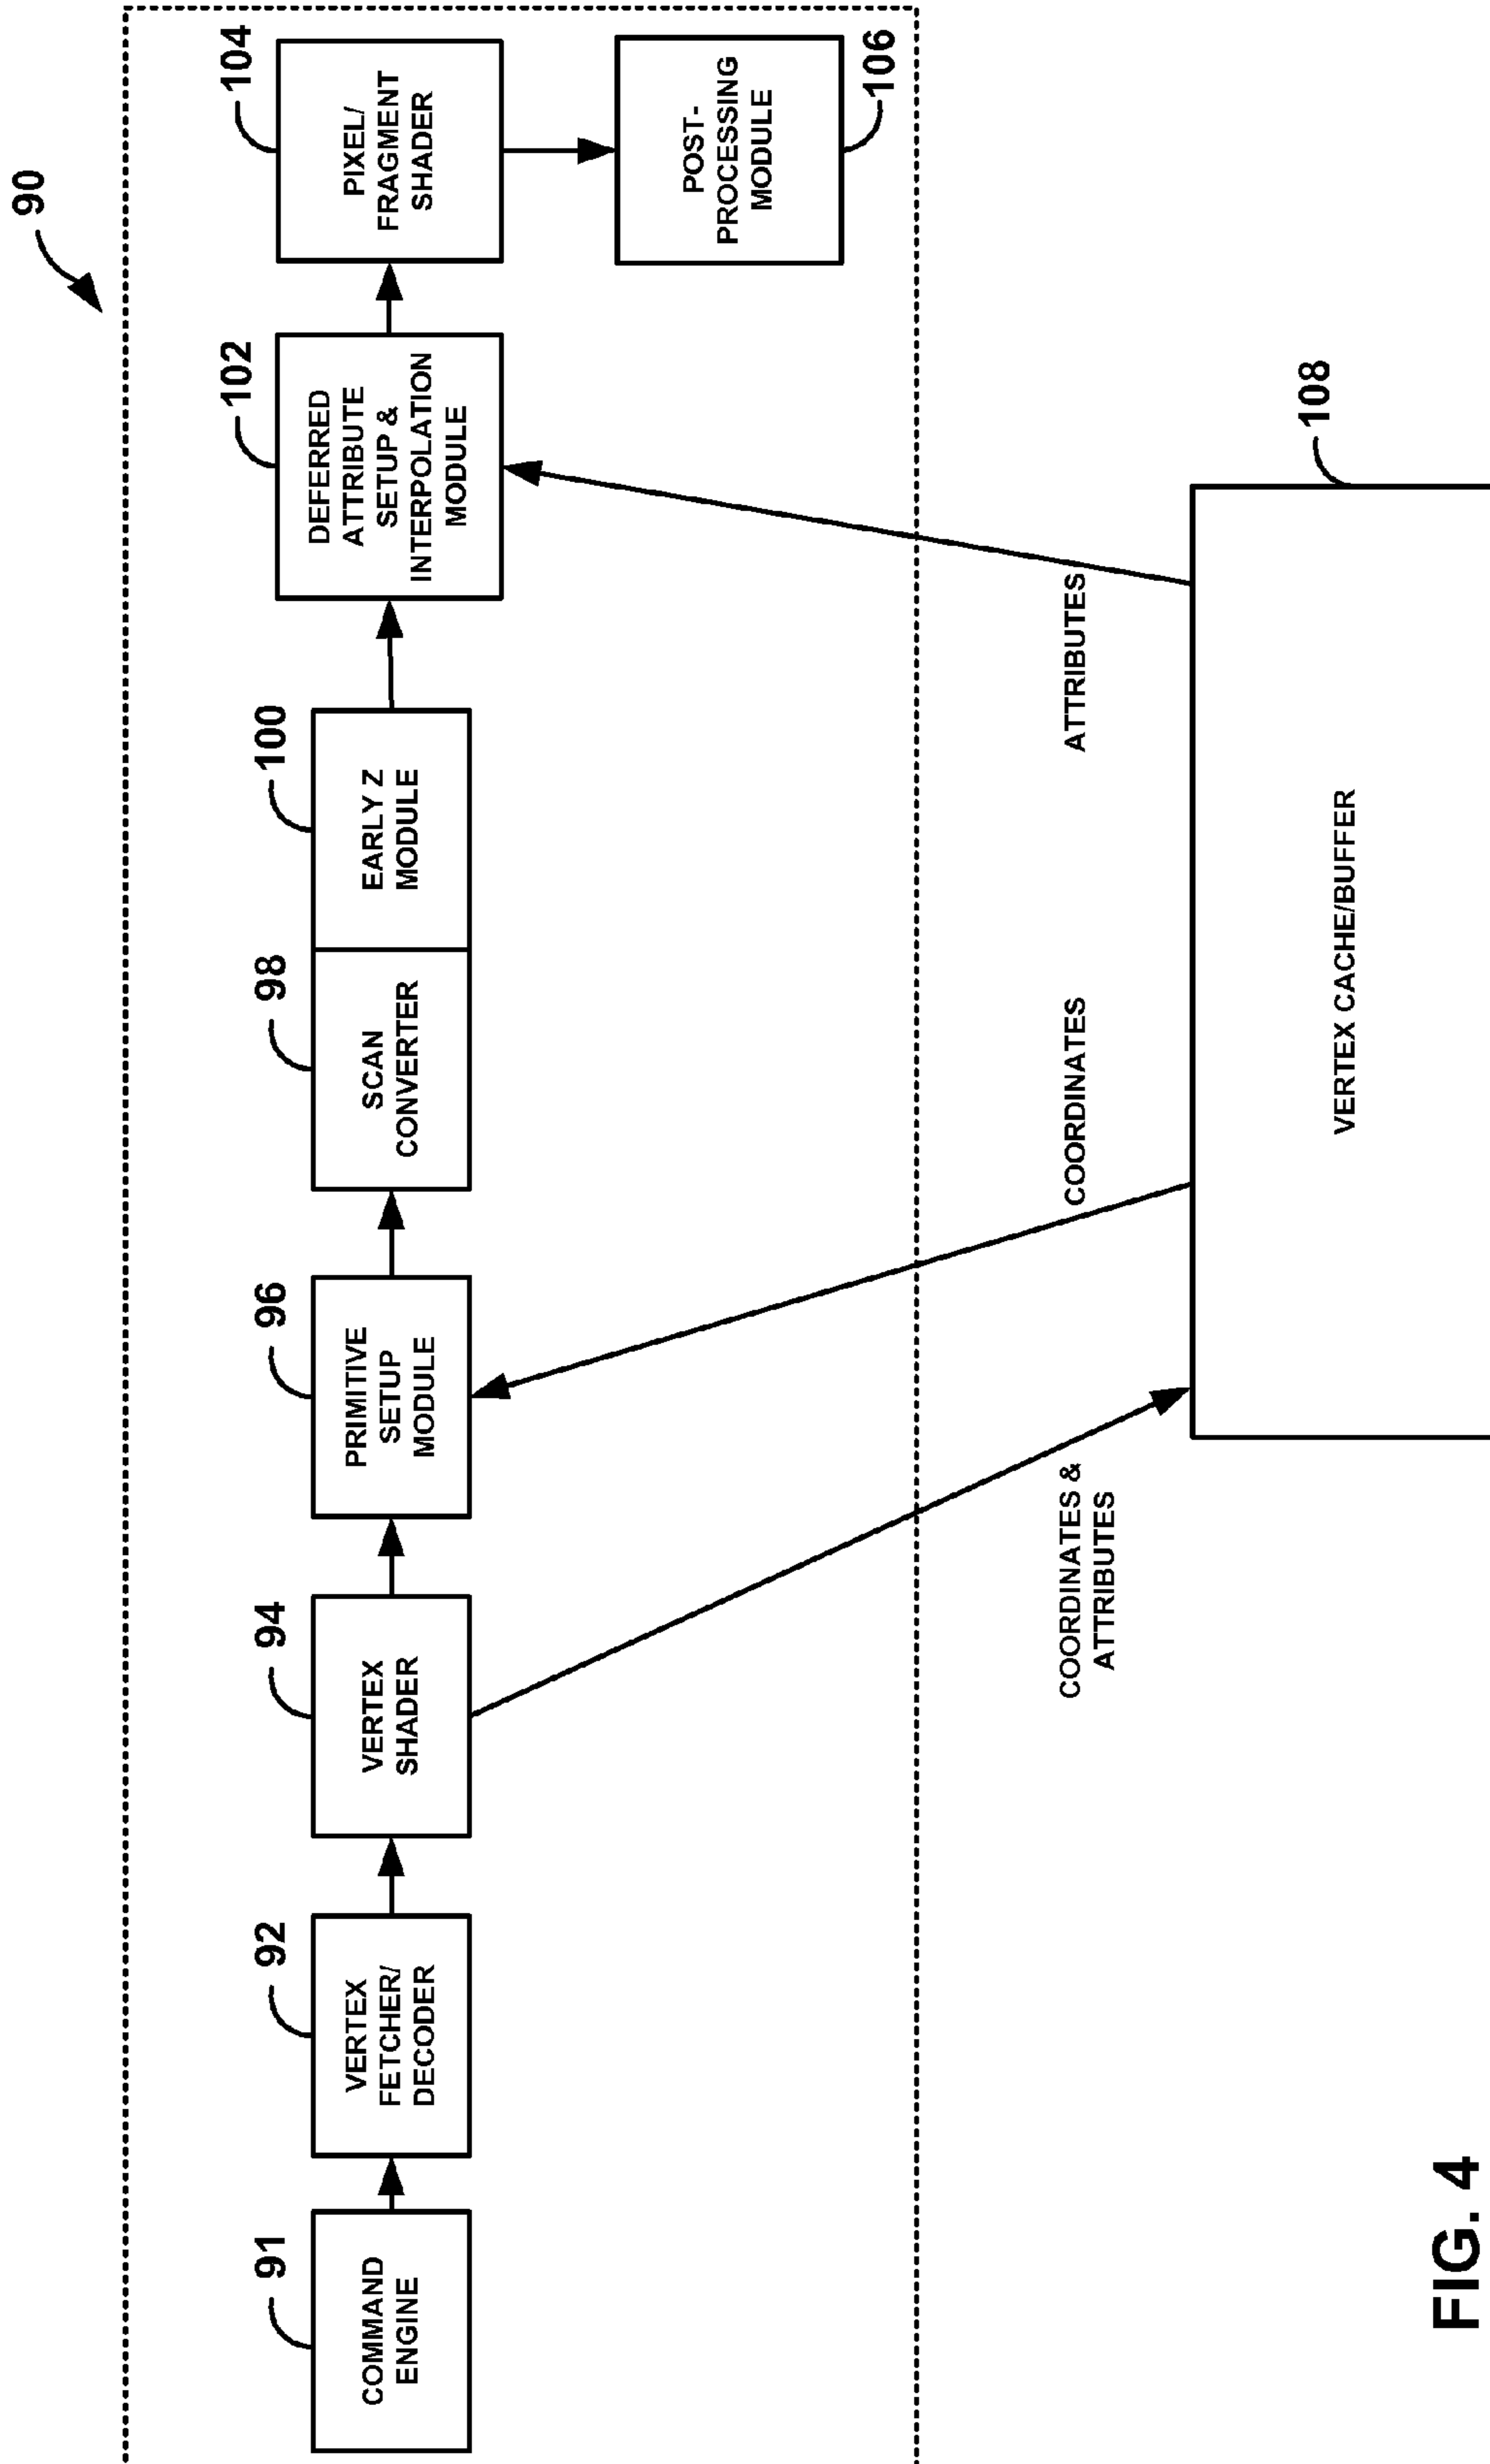 90
91
COMMAND
ENGINE
92
VERTEX
FETCHER/
DECODER
94
VERTEX
SHADER
96
PRIMITIVE
SETUP
MODULE
98
SCAN
CONVERTER
100
EARLY Z
MODULE
102
DEFERRED
ATTRIBUTE
SETUP &
INTERPOLATION
MODULE
104
PIXEL/
FRAGMENT
SHADER
POST-
PROCESSING
MODULE
106
COORDINATES &
ATTRIBUTES
COORDINATES
ATTRIBUTES
108
VERTEX CACHE/BUFFER
FIG. 4